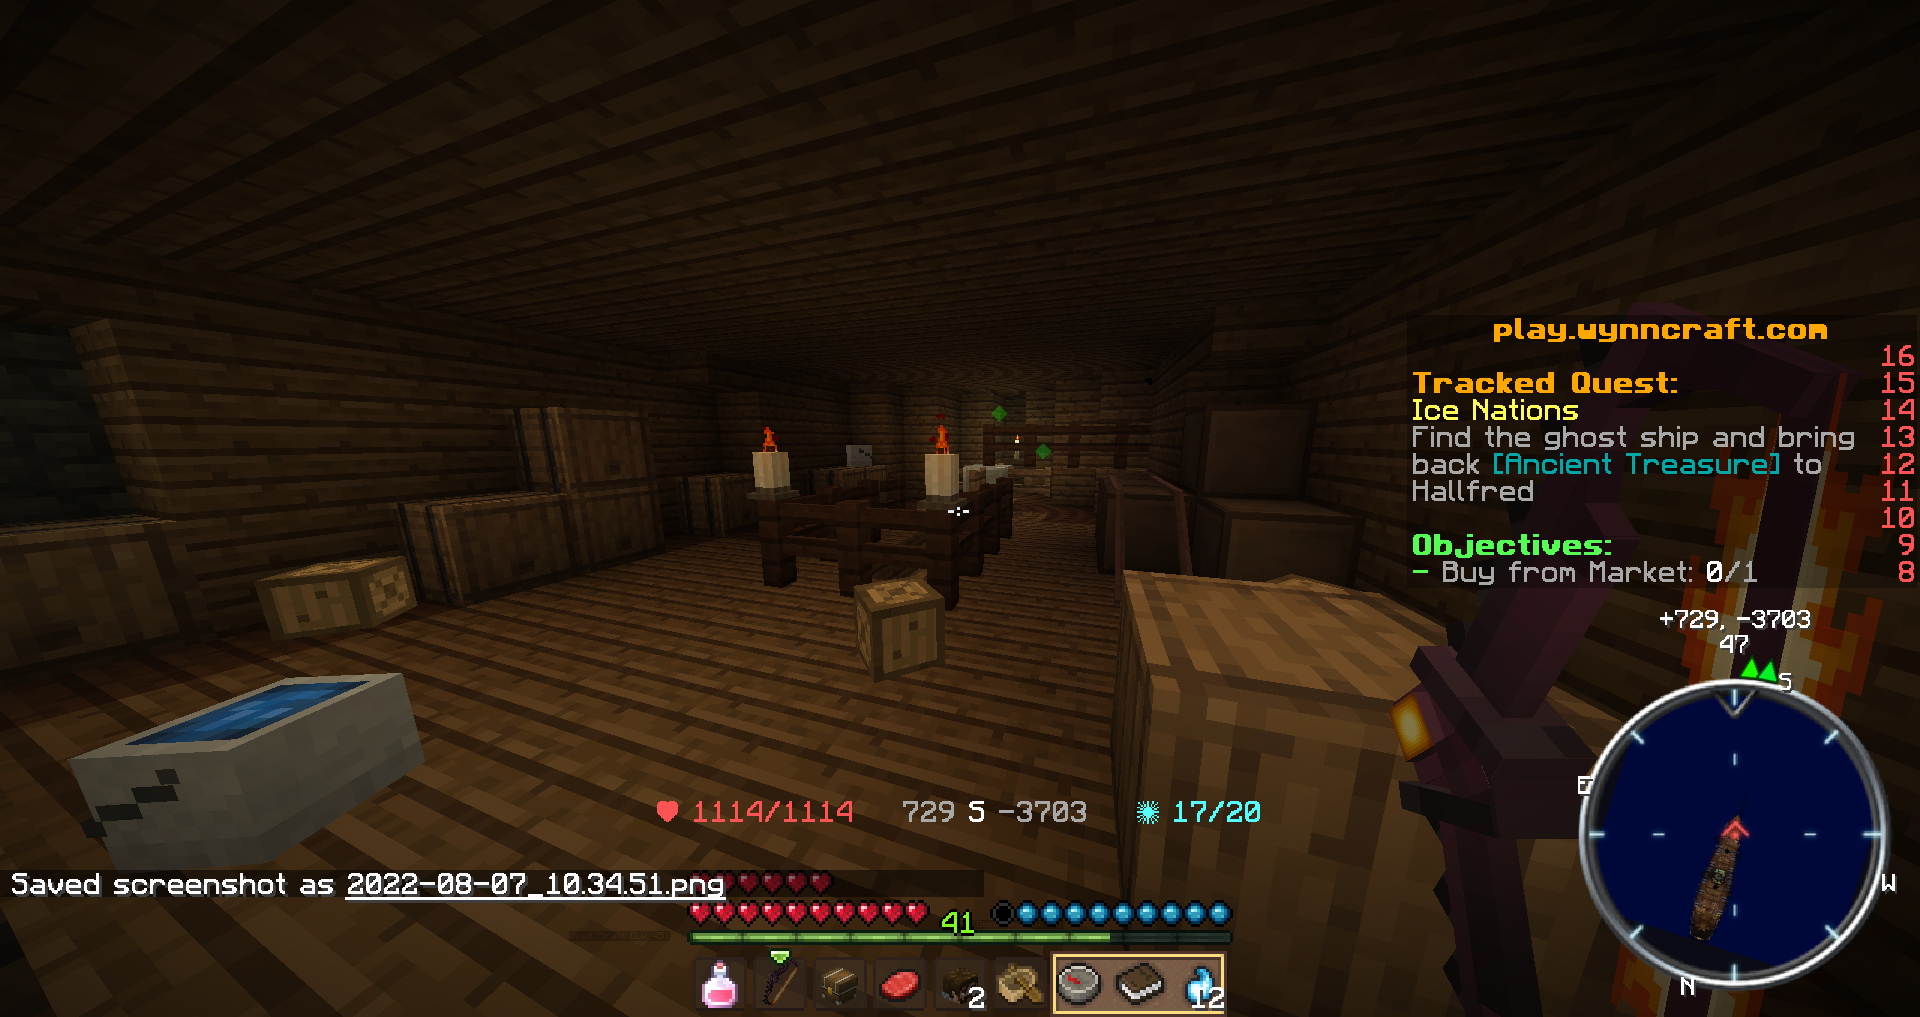 play.wynncraft.com
16
Tracked Quest: 15
Ice Nations 14
Find the ghost ship and bring 13
back [Ancient Treasure] to 12
Hallfred 11
10
Objectives: 9
- Buy from Market: 0/1 8
+729, -3703
47
S
E
W
N
1114/1114 729 S -3703 17/20
Saved screenshot as 2022-08-07_10.34.51.png
41
2
12